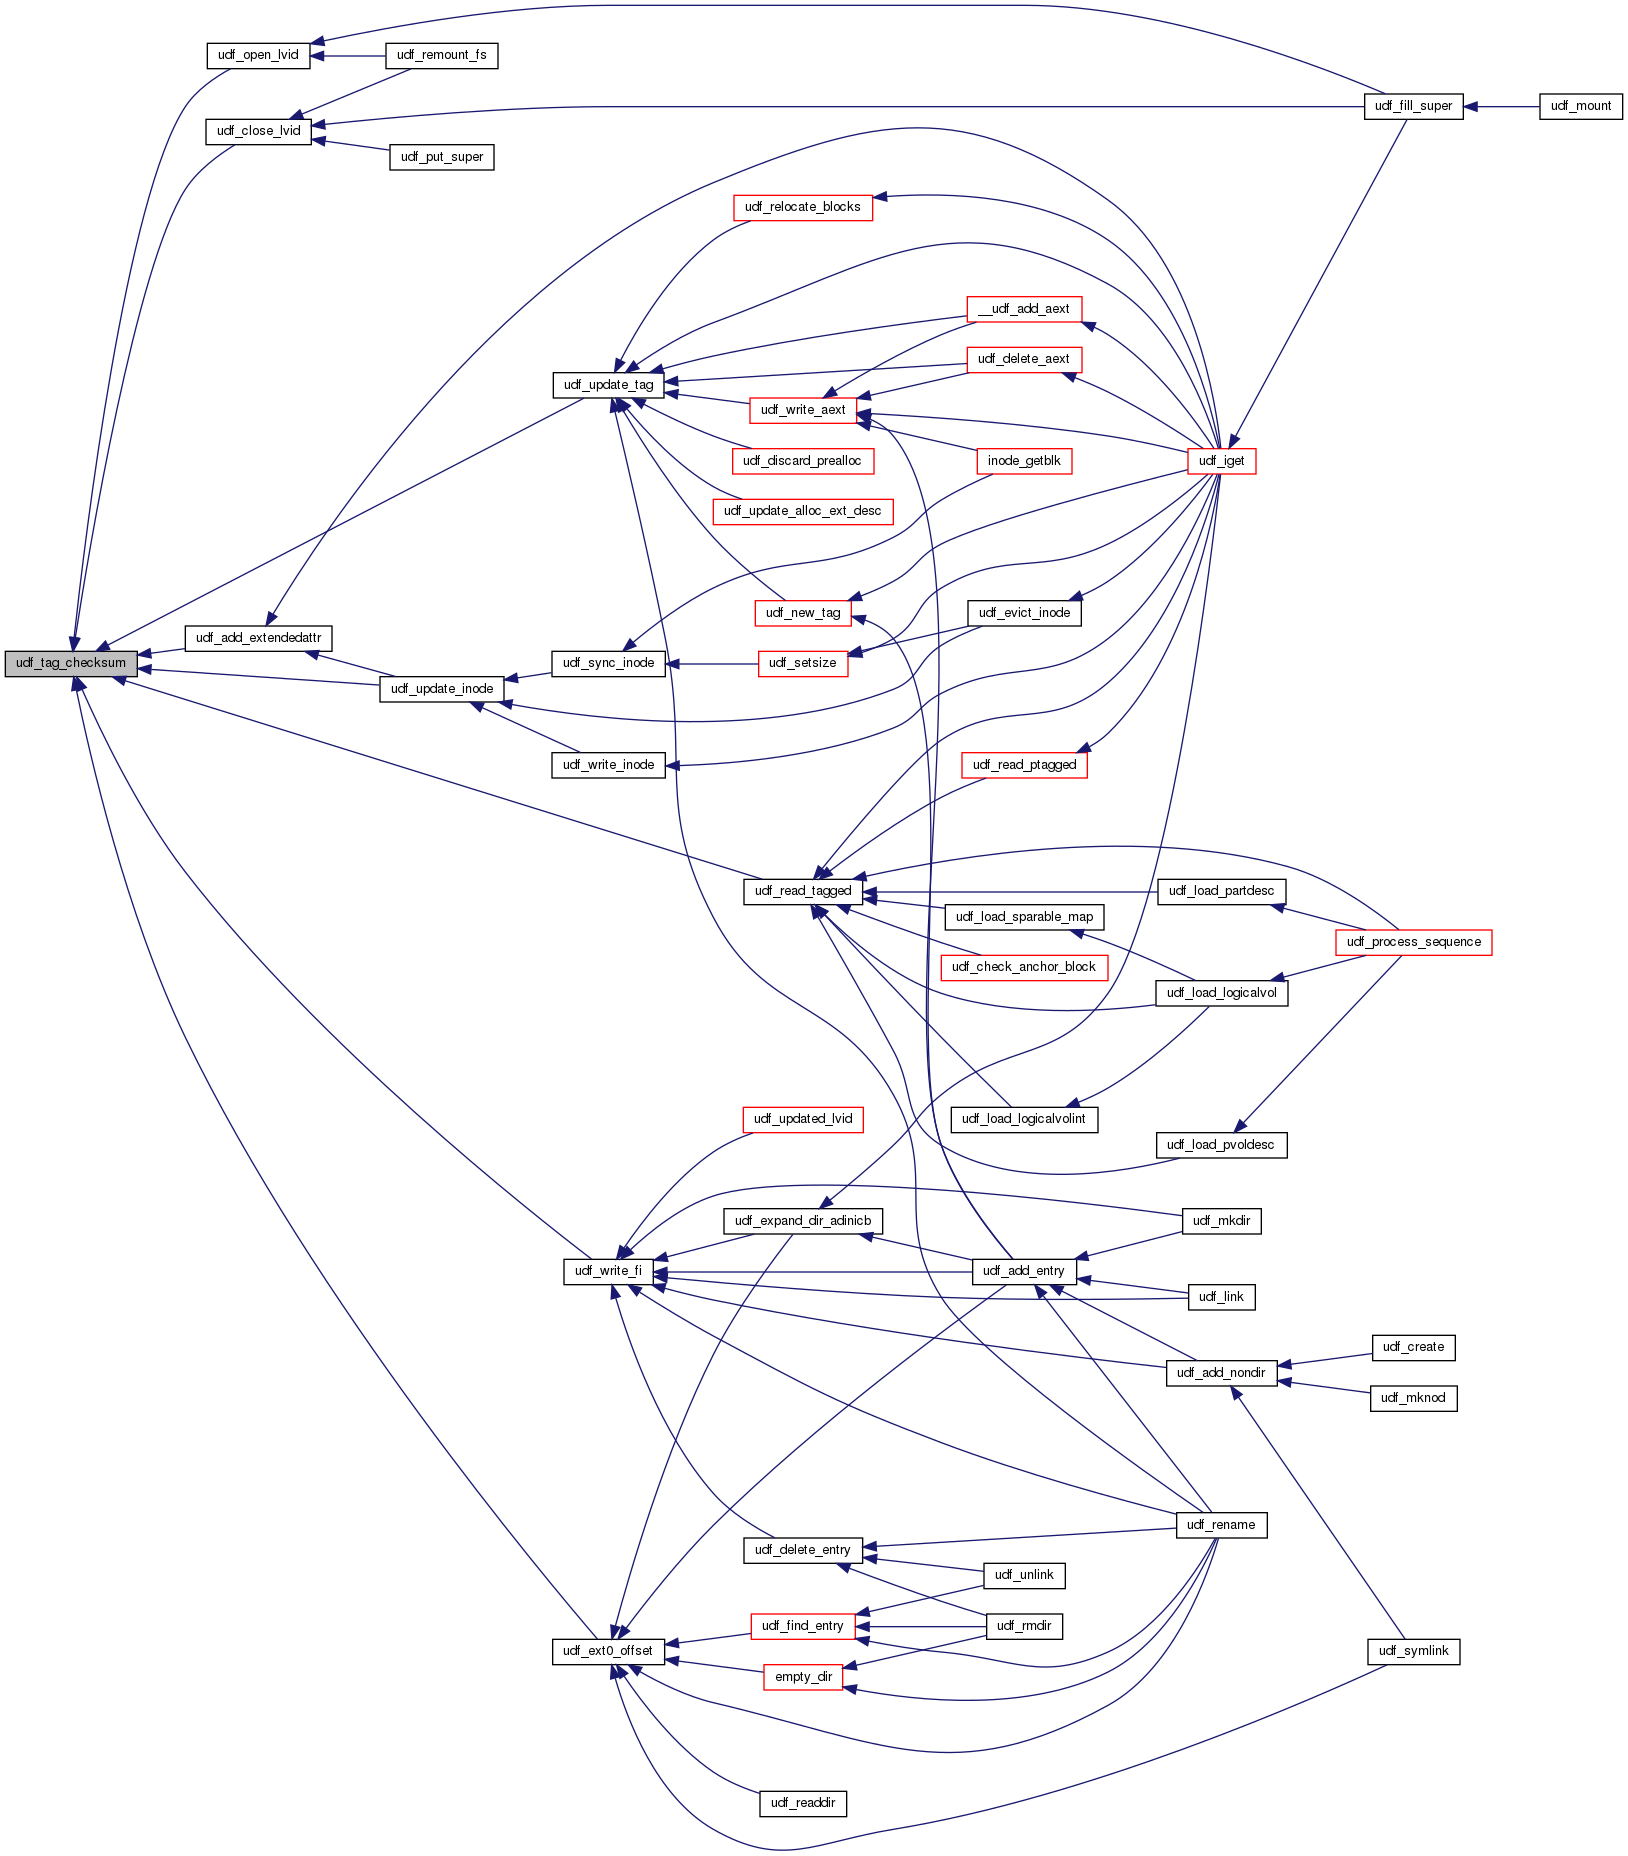 udf_open_lvid
udf_remount_fs
udf_fill_super
udf_mount
udf_close_lvid
udf_put_super
udf_relocate_blocks
__udf_add_aext
udf_delete_aext
udf_update_tag
udf_write_aext
udf_discard_prealloc
inode_getblk
udf_iget
udf_update_alloc_ext_desc
udf_new_tag
udf_evict_inode
udf_add_extendedattr
udf_tag_checksum
udf_sync_inode
udf_setsize
udf_update_inode
udf_write_inode
udf_read_ptagged
udf_read_tagged
udf_load_partdesc
udf_load_sparable_map
udf_process_sequence
udf_check_anchor_block
udf_load_logicalvol
udf_updated_lvid
udf_load_logicalvolint
udf_load_pvoldesc
udf_expand_dir_adinicb
udf_mkdir
udf_write_fi
udf_add_entry
udf_link
udf_create
udf_add_nondir
udf_mknod
udf_rename
udf_delete_entry
udf_unlink
udf_find_entry
udf_rmdir
udf_ext0_offset
udf_symlink
empty_dir
udf_readdir